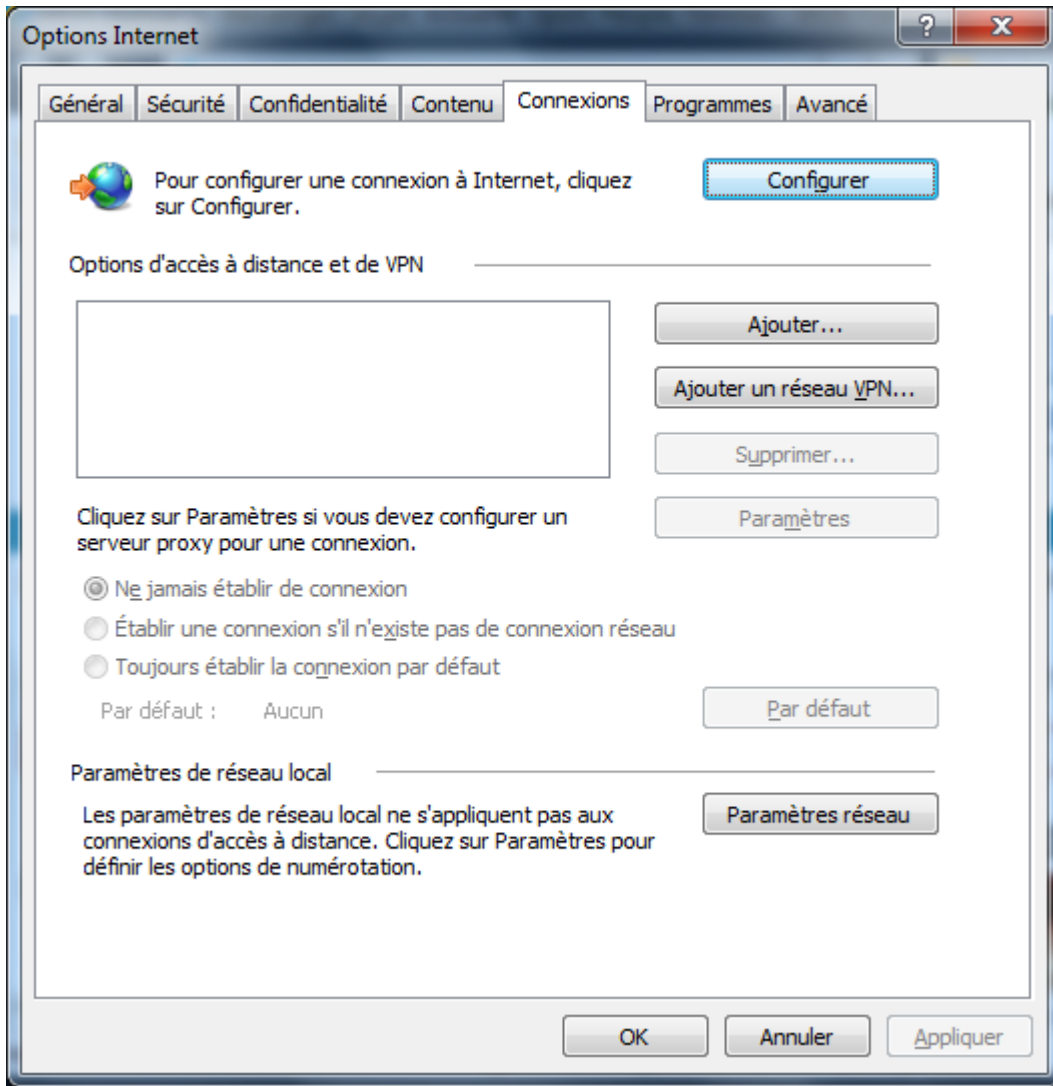 Options Internet
?
X
Général Sécurité Confidentialité Contenu Connexions Programmes Avancé
Pour configurer une connexion à Internet, cliquez
sur Configurer.
Configurer
Options d'accès à distance et de VPN
Ajouter...
Ajouter un réseau VPN...
Supprimer...
Cliquez sur Paramètres si vous devez configurer un
serveur proxy pour une connexion.
Paramètres
Ne jamais établir de connexion
Établir une connexion s'il n'existe pas de connexion réseau
Toujours établir la connexion par défaut
Par défaut : Aucun
Par défaut
Paramètres de réseau local
Les paramètres de réseau local ne s'appliquent pas aux
connexions d'accès à distance. Cliquez sur Paramètres pour
définir les options de numérotation.
Paramètres réseau
OK Annuler Appliquer